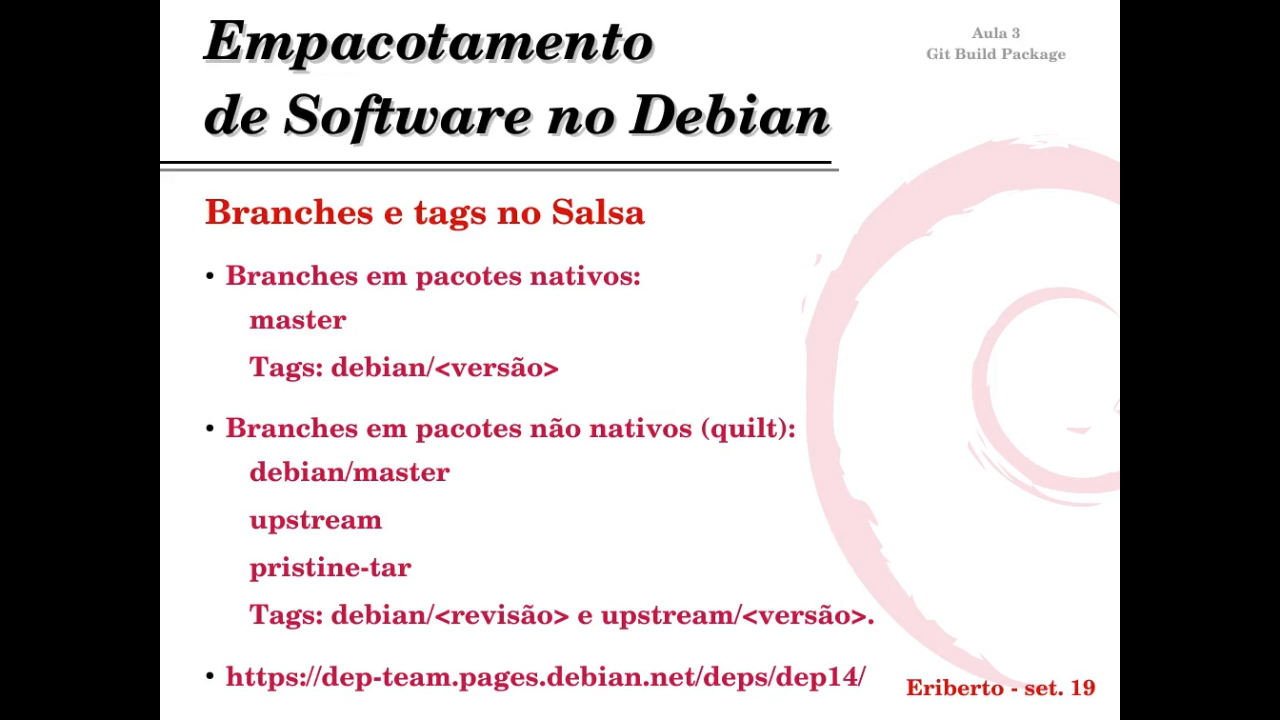 Empacotamento
de Software no Debian
Aula 3
Git Build Package
Branches e tags no Salsa
• Branches em pacotes nativos:
master
Tags: debian/<versão>
• Branches em pacotes não nativos (quilt):
debian/master
upstream
pristine-tar
Tags: debian/<revisão> e upstream/<versão>.
• https://dep-team.pages.debian.net/deps/dep14/
Eriberto - set. 19